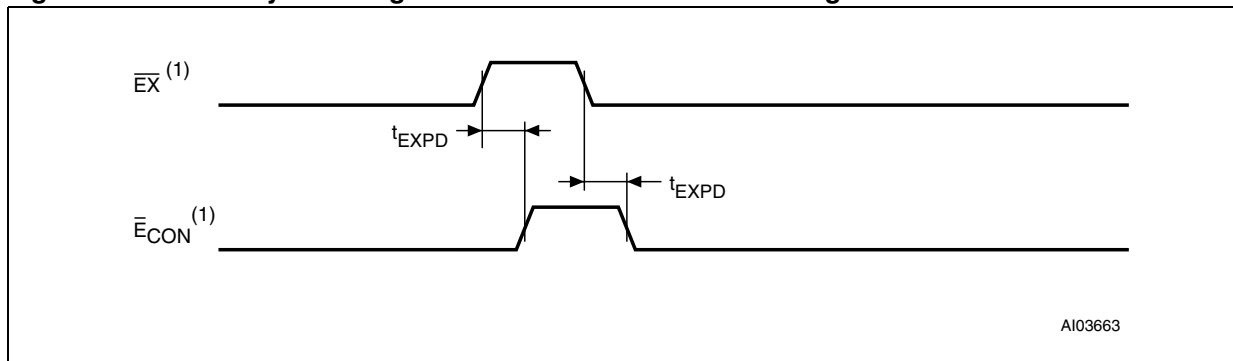 EX (1)
tEXPD
tEXPD
ECON (1)
AI03663